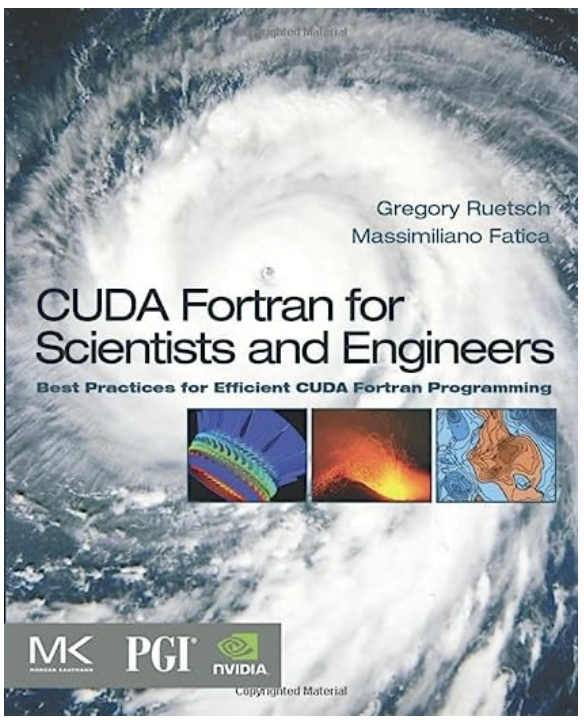 Copyrighted Material
Gregory Ruetsch
Massimiliano Fatica
CUDA Fortran for
Scientists and Engineers
Best Practices for Efficient CUDA Fortran Programming
MK
MORGAN KAUFMANN
PGI®
NVIDIA
Copyrighted Material